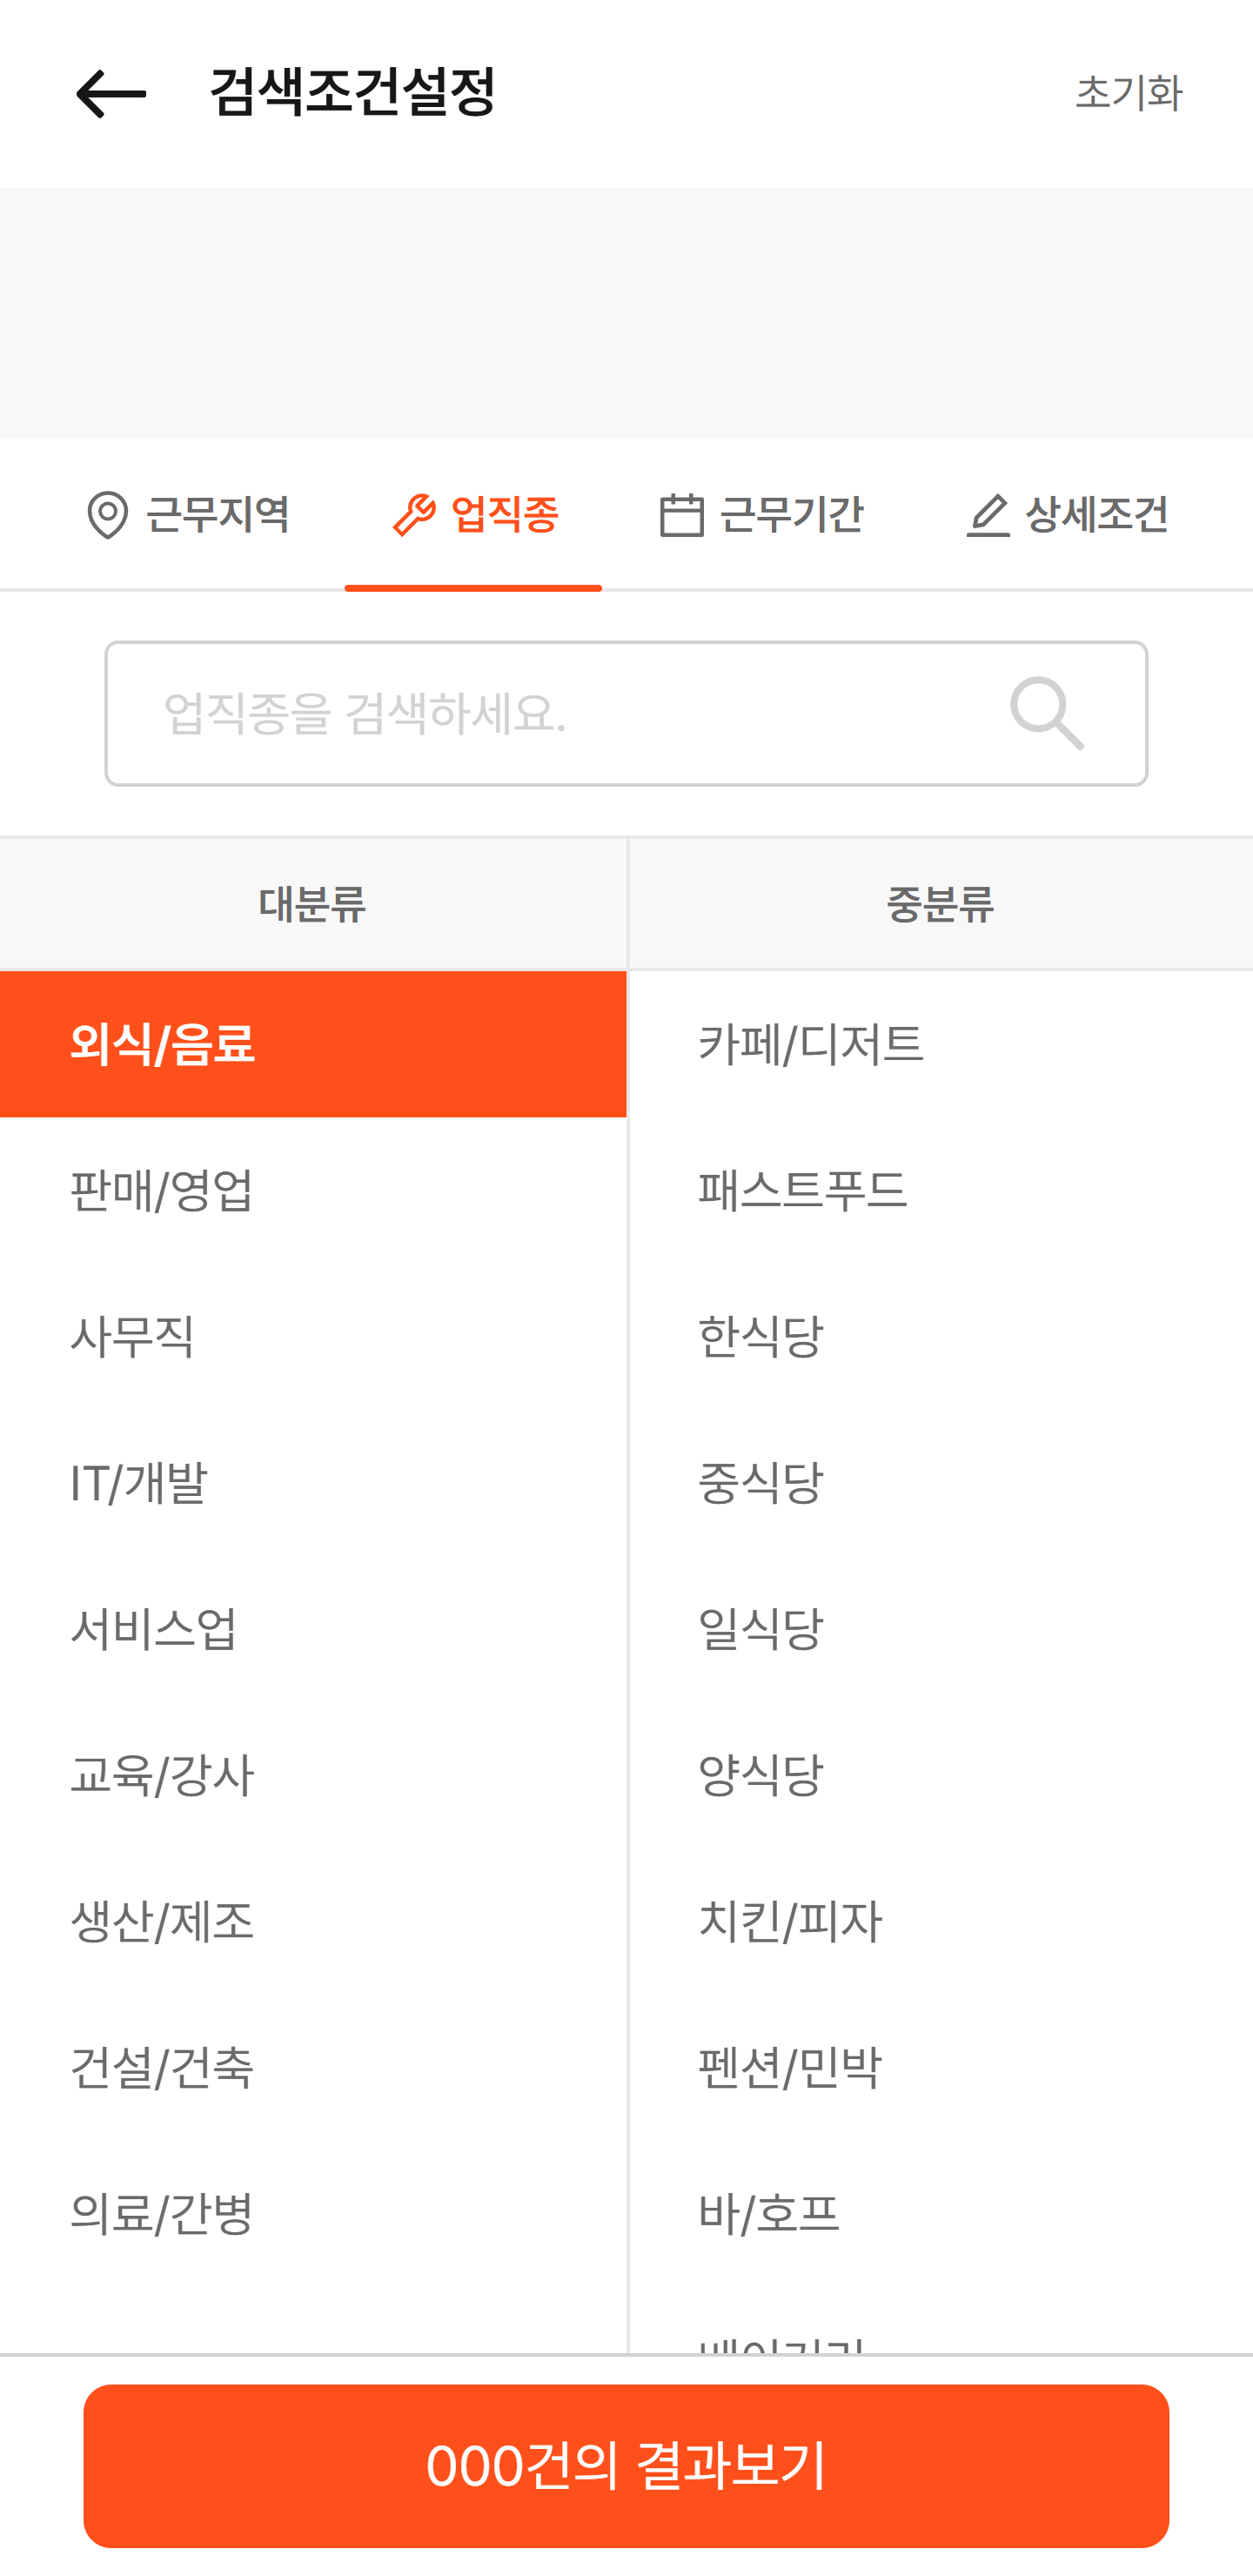 검색조건설정 초기화
근무지역 업직종 근무기간 상세조건
업직종을 검색하세요.
대분류 중분류
외식/음료 카페/디저트
판매/영업 패스트푸드
사무직 한식당
IT/개발 중식당
서비스업 일식당
교육/강사 양식당
생산/제조 치킨/피자
건설/건축 펜션/민박
의료/간병 바/호프
000건의 결과보기